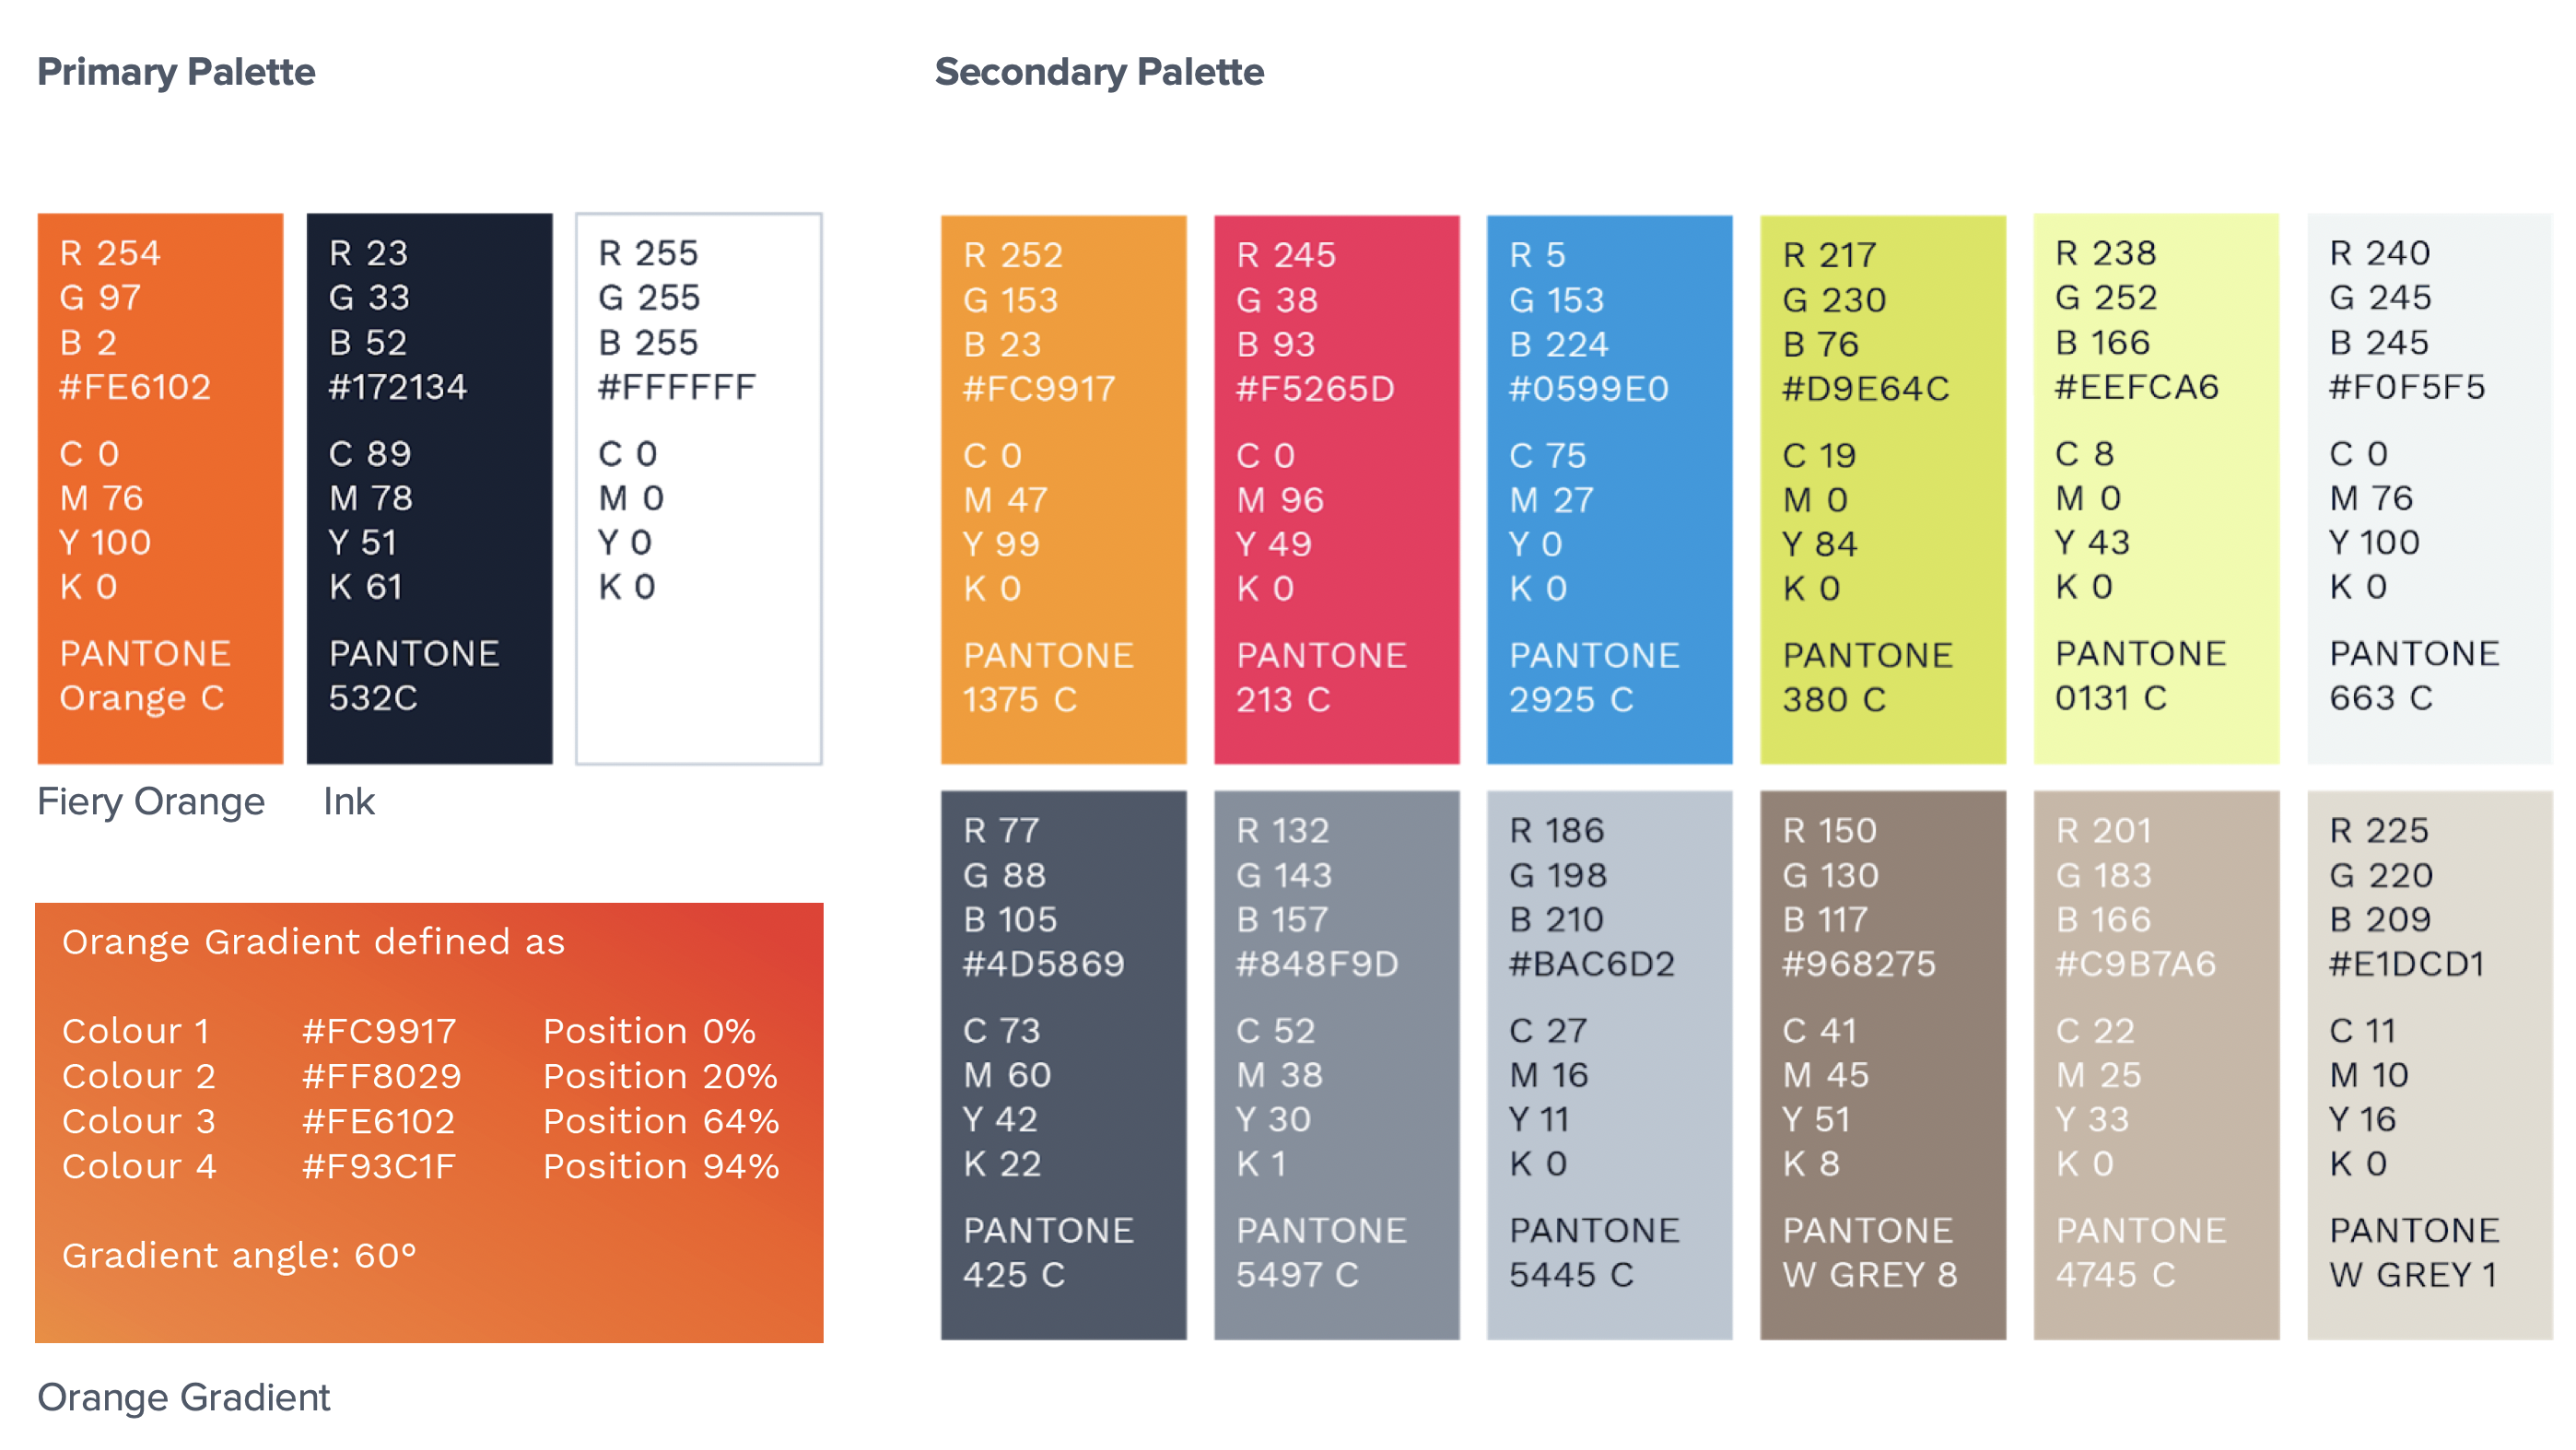 Primary Palette
R 254
G 97
B 2
#FE6102
C 0
M 76
Y 100
K 0
PANTONE
Orange C
Fiery Orange
R 23
G 33
B 52
#172134
C 89
M 78
Y 51
K 61
PANTONE
532C
Ink
R 255
G 255
B 255
#FFFFFF
C 0
M 0
Y 0
K 0
Orange Gradient defined as
Colour 1 #FC9917 Position 0%
Colour 2 #FF8029 Position 20%
Colour 3 #FE6102 Position 64%
Colour 4 #F93C1F Position 94%
Gradient angle: 60°
Orange Gradient
Secondary Palette
R 252
G 153
B 23
#FC9917
C 0
M 47
Y 99
K 0
PANTONE
1375 C
R 245
G 38
B 93
#F5265D
C 0
M 96
Y 49
K 0
PANTONE
213 C
R 5
G 153
B 224
#0599E0
C 75
M 27
Y 0
K 0
PANTONE
2925 C
R 217
G 230
B 76
#D9E64C
C 19
M 0
Y 84
K 0
PANTONE
380 C
R 238
G 252
B 166
#EEFCA6
C 8
M 0
Y 43
K 0
PANTONE
0131 C
R 240
G 245
B 245
#F0F5F5
C 0
M 76
Y 100
K 0
PANTONE
663 C
R 77
G 88
B 105
#4D5869
C 73
M 60
Y 42
K 22
PANTONE
425 C
R 132
G 143
B 157
#848F9D
C 52
M 38
Y 30
K 1
PANTONE
5497 C
R 186
G 198
B 210
#BAC6D2
C 27
M 16
Y 11
K 0
PANTONE
5445 C
R 150
G 130
B 117
#968275
C 41
M 45
Y 51
K 8
PANTONE
W GREY 8
R 201
G 183
B 166
#C9B7A6
C 22
M 25
Y 33
K 0
PANTONE
4745 C
R 225
G 220
B 209
#E1DCD1
C 11
M 10
Y 16
K 0
PANTONE
W GREY 1